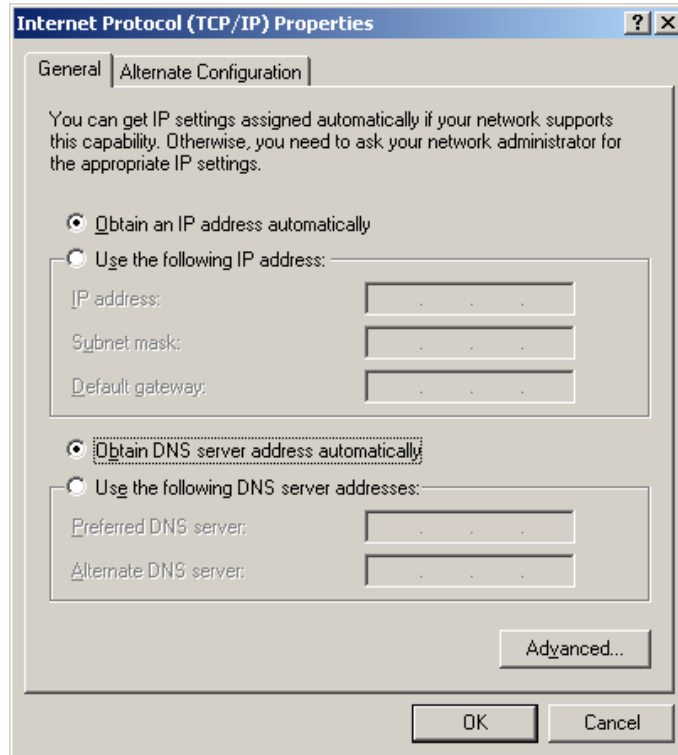 Internet Protocol (TCP/IP) Properties
General
Alternate Configuration
You can get IP settings assigned automatically if your network supports
this capability. Otherwise, you need to ask your network administrator for
the appropriate IP settings.
Obtain an IP address automatically
Use the following IP address:
IP address:
Subnet mask:
Default gateway:
Obtain DNS server address automatically
Use the following DNS server addresses:
Preferred DNS server:
Alternate DNS server:
Advanced...
OK
Cancel